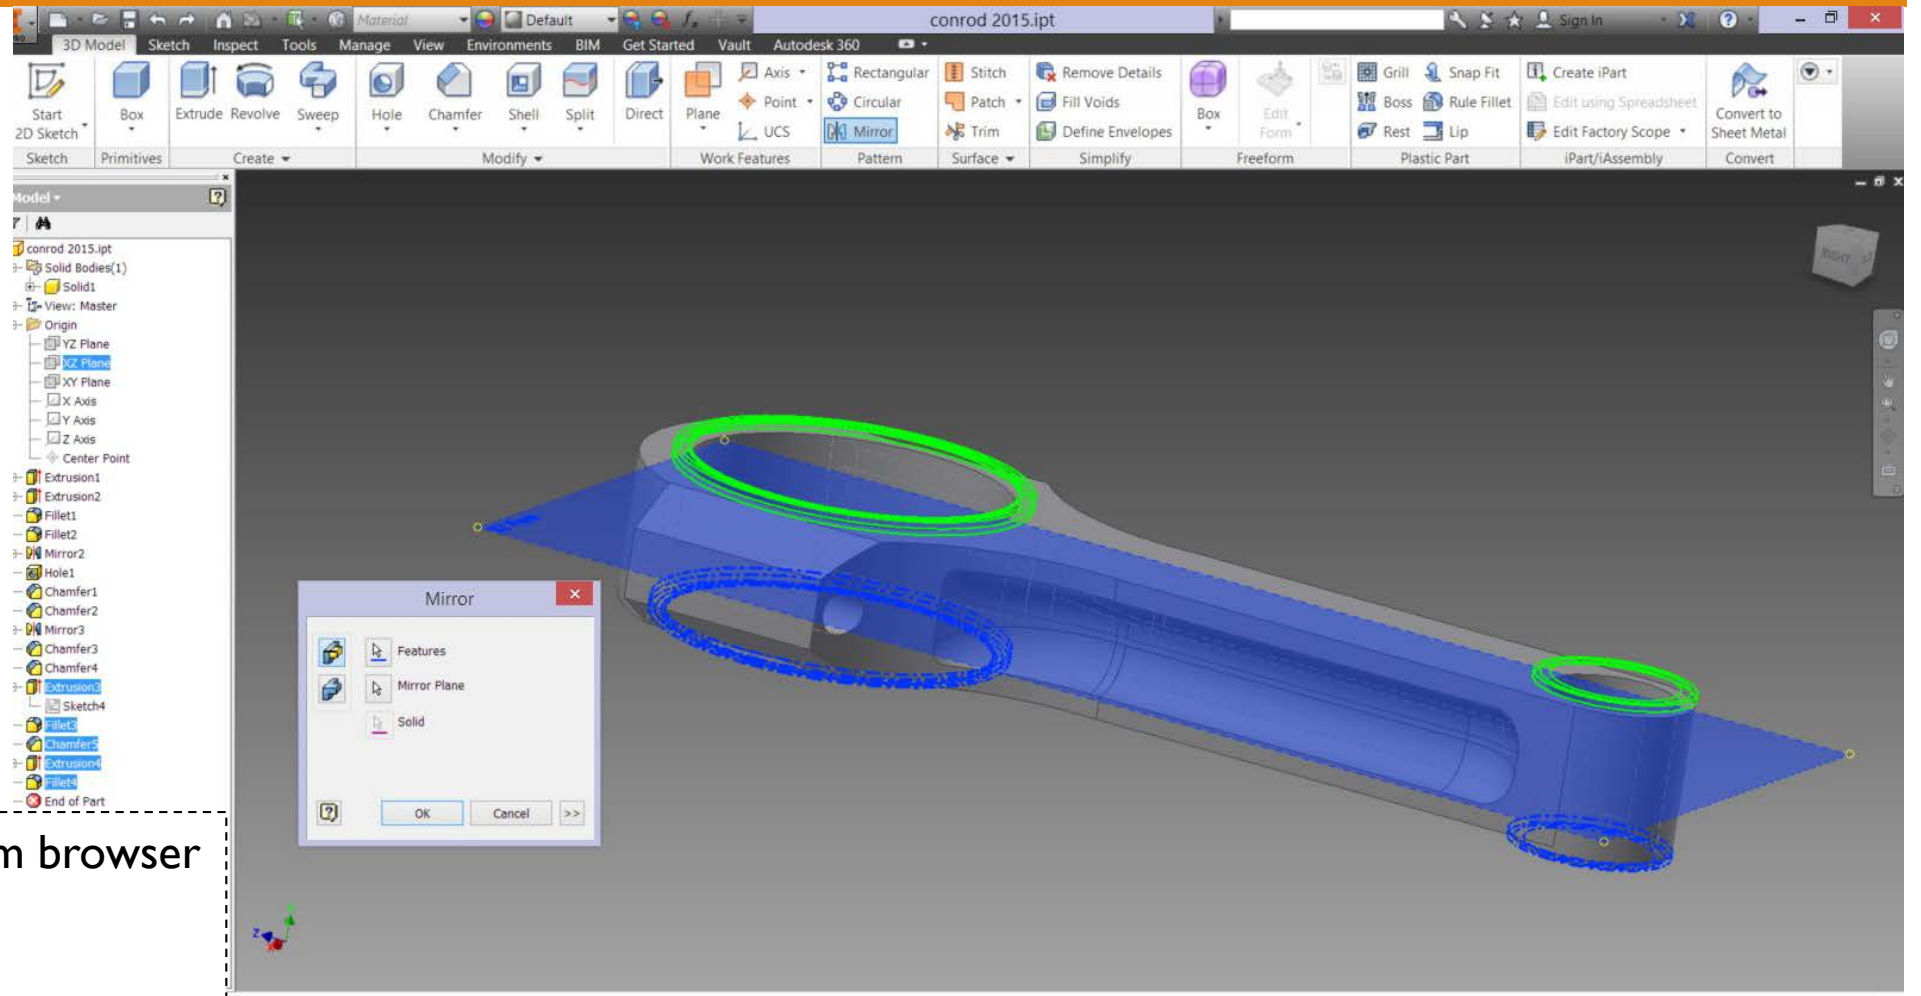 Material
Default
conrod 2015.ipt
Sign In
3D Model Sketch Inspect Tools Manage View Environments BIM Get Started Vault Autodesk 360
Start
2D Sketch
Box
Extrude Revolve Sweep
Hole Chamfer Shell Split
Direct
Plane
Axis
Point
UCS
Rectangular
Circular
Mirror
Stitch
Patch
Trim
Remove Details
Fill Voids
Define Envelopes
Box
Edit
Form
Grill
Boss
Rest
Snap Fit
Rule Fillet
Lip
Create iPart
Edit using Spreadsheet
Edit Factory Scope
Convert to
Sheet Metal
Sketch Primitives Create Modify Work Features Pattern Surface Simplify Freeform Plastic Part iPart/iAssembly Convert
Model
conrod 2015.ipt
Solid Bodies(1)
Solid1
View: Master
Origin
YZ Plane
XZ Plane
XY Plane
X Axis
Y Axis
Z Axis
Center Point
Extrusion1
Extrusion2
Fillet1
Fillet2
Mirror2
Hole1
Chamfer1
Chamfer2
Mirror3
Chamfer3
Chamfer4
Extrusion3
Sketch4
Fillet3
Chamfer5
Extrusion4
Fillet4
End of Part
Mirror
Features
Mirror Plane
Solid
OK Cancel >>
RIGHT
m browser
Z